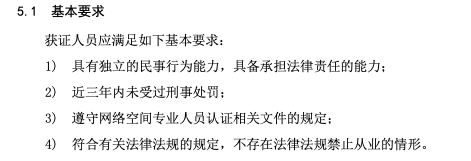 5.1 基本要求
获证人员应满足如下基本要求：
1) 具有独立的民事行为能力，具备承担法律责任的能力；
2) 近三年内未受过刑事处罚；
3) 遵守网络空间专业人员认证相关文件的规定；
4) 符合有关法律法规的规定，不存在法律法规禁止从业的情形。